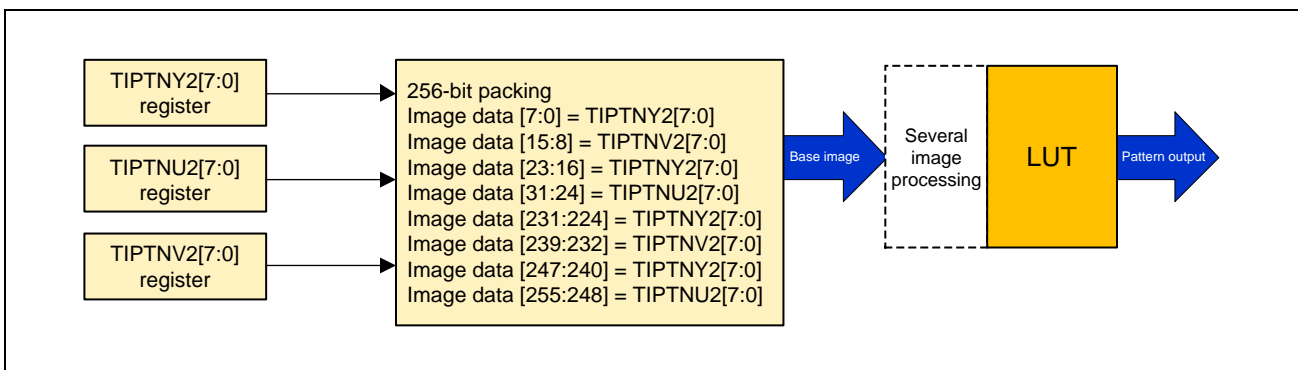 TIPTNY2[7:0]
register
TIPTNU2[7:0]
register
TIPTNV2[7:0]
register
256-bit packing
Image data [7:0] = TIPTNY2[7:0]
Image data [15:8] = TIPTNV2[7:0]
Image data [23:16] = TIPTNY2[7:0]
Image data [31:24] = TIPTNU2[7:0]
Image data [231:224] = TIPTNY2[7:0]
Image data [239:232] = TIPTNV2[7:0]
Image data [247:240] = TIPTNY2[7:0]
Image data [255:248] = TIPTNU2[7:0]
Base image
Several
image
processing
LUT
Pattern output